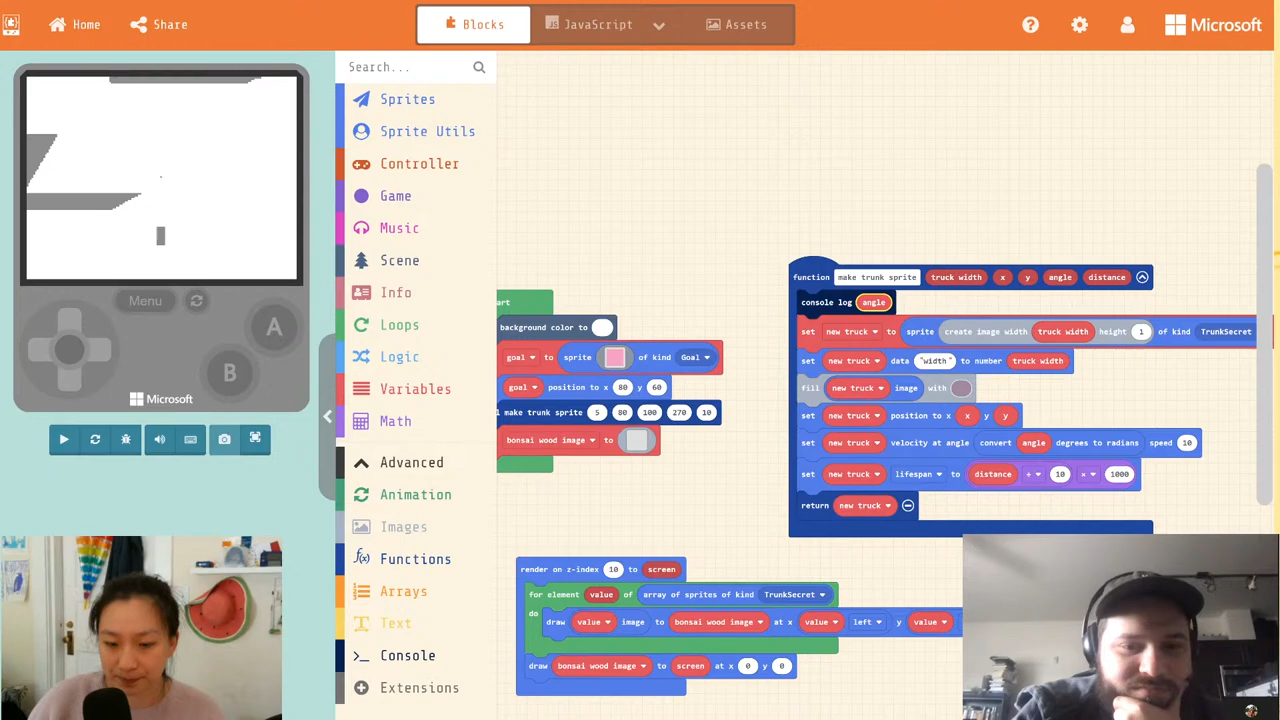 Home
Share
Blocks
JavaScript
Assets
Microsoft
Search...
Sprites
Sprite Utils
Controller
Game
Music
Scene
Info
Loops
Logic
Variables
Math
Advanced
Animation
Images
Functions
Arrays
Text
Console
Extensions
Menu
A
B
Microsoft
art
background color to
goal to sprite of kind Goal
goal position to x 80 y 60
l make trunk sprite 5 80 100 270 10
bonsai wood image to
function make trunk sprite truck width x y angle distance
console log angle
set new truck to sprite create image width truck width height 1 of kind TrunkSecret
set new truck data "width" to number truck width
fill new truck image with
set new truck position to x x y y
set new truck velocity at angle convert angle degrees to radians speed 10
set new truck lifespan to distance ÷ 10 × 1000
return new truck
render on z-index 10 to screen
for element value of array of sprites of kind TrunkSecret
do
draw value image to bonsai wood image at x value left y value
draw bonsai wood image to screen at x 0 y 0